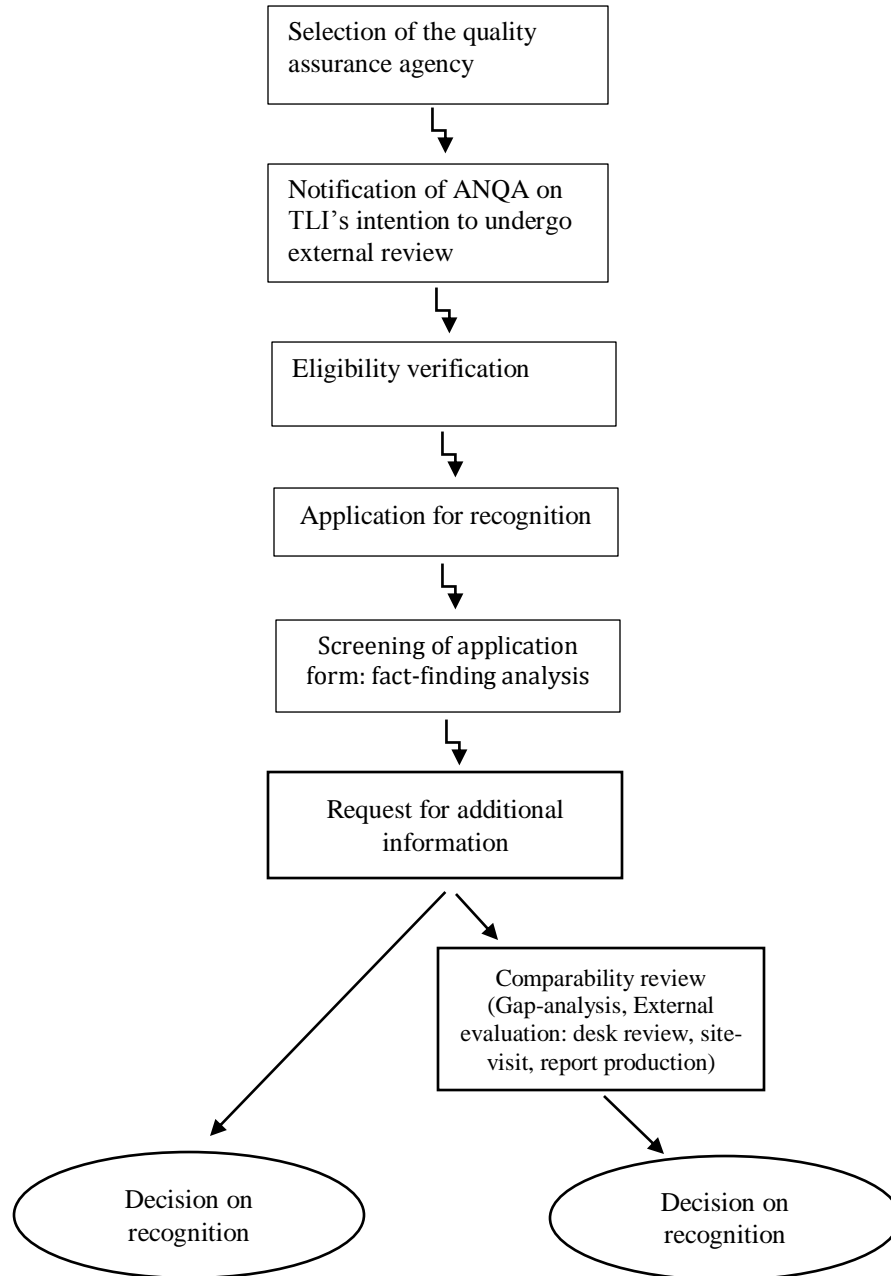 Selection of the quality
assurance agency
Notification of ANQA on
TLI’s intention to undergo
external review
Eligibility verification
Application for recognition
Screening of application
form: fact-finding analysis
Request for additional
information
Comparability review
(Gap-analysis, External
evaluation: desk review, site-
visit, report production)
Decision on
recognition
Decision on
recognition